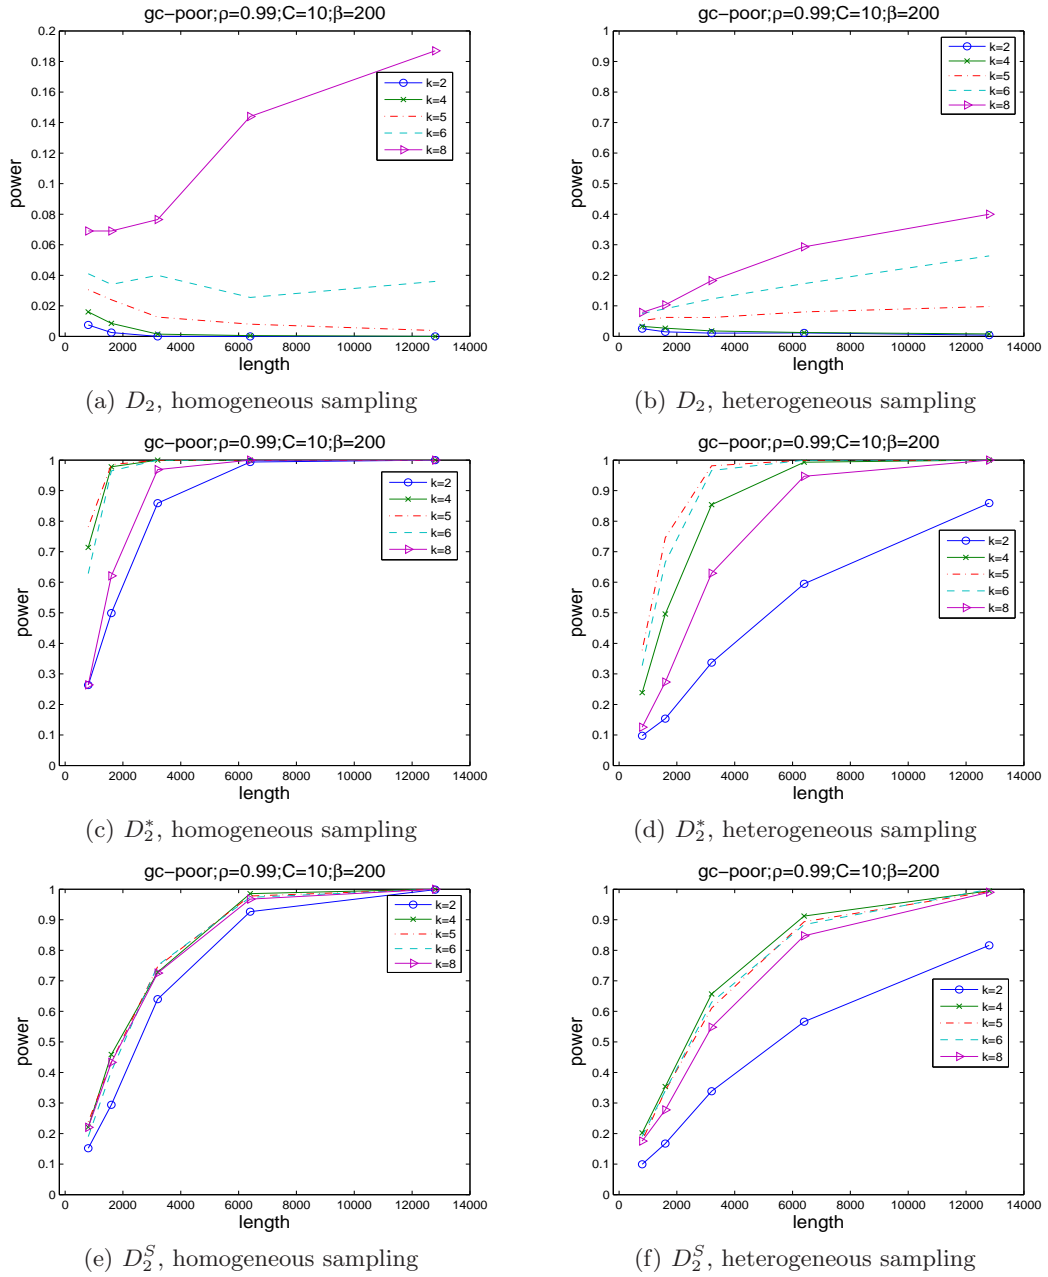 gc-poor;ρ=0.99;C=10;β=200
0.2
0.18
0.16
0.14
0.12
0.1
0.08
0.06
0.04
0.02
0
power
k=2
k=4
k=5
k=6
k=8
0 2000 4000 6000 8000 10000 12000 14000
length
(a) D₂, homogeneous sampling
gc-poor;ρ=0.99;C=10;β=200
1
0.9
0.8
0.7
0.6
0.5
0.4
0.3
0.2
0.1
0
power
k=2
k=4
k=5
k=6
k=8
0 2000 4000 6000 8000 10000 12000 14000
length
(b) D₂, heterogeneous sampling
gc-poor;ρ=0.99;C=10;β=200
1
0.9
0.8
0.7
0.6
0.5
0.4
0.3
0.2
0.1
0
power
k=2
k=4
k=5
k=6
k=8
0 2000 4000 6000 8000 10000 12000 14000
length
(c) D₂*, homogeneous sampling
gc-poor;ρ=0.99;C=10;β=200
1
0.9
0.8
0.7
0.6
0.5
0.4
0.3
0.2
0.1
0
power
k=2
k=4
k=5
k=6
k=8
0 2000 4000 6000 8000 10000 12000 14000
length
(d) D₂*, heterogeneous sampling
gc-poor;ρ=0.99;C=10;β=200
1
0.9
0.8
0.7
0.6
0.5
0.4
0.3
0.2
0.1
0
power
k=2
k=4
k=5
k=6
k=8
0 2000 4000 6000 8000 10000 12000 14000
length
(e) D₂ˢ, homogeneous sampling
gc-poor;ρ=0.99;C=10;β=200
1
0.9
0.8
0.7
0.6
0.5
0.4
0.3
0.2
0.1
0
power
k=2
k=4
k=5
k=6
k=8
0 2000 4000 6000 8000 10000 12000 14000
length
(f) D₂ˢ, heterogeneous sampling